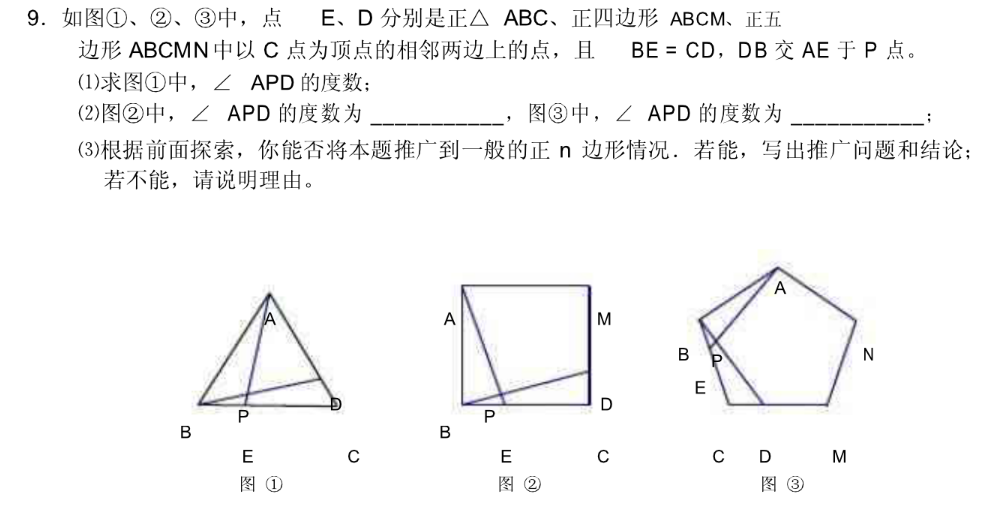 9. 如图①、②、③中，点 E、D 分别是正△ ABC、正四边形 ABCM、正五
边形 ABCMN 中以 C 点为顶点的相邻两边上的点，且 BE = CD，DB 交 AE 于 P 点。
⑴求图①中，∠ APD 的度数；
⑵图②中，∠ APD 的度数为 ___________，图③中，∠ APD 的度数为 ___________；
⑶根据前面探索，你能否将本题推广到一般的正 n 边形情况．若能，写出推广问题和结论；
若不能，请说明理由。
A
D
P
B
E C
图 ①
A M
D
P
B
E C
图 ②
A
B P N
E
C D M
图 ③